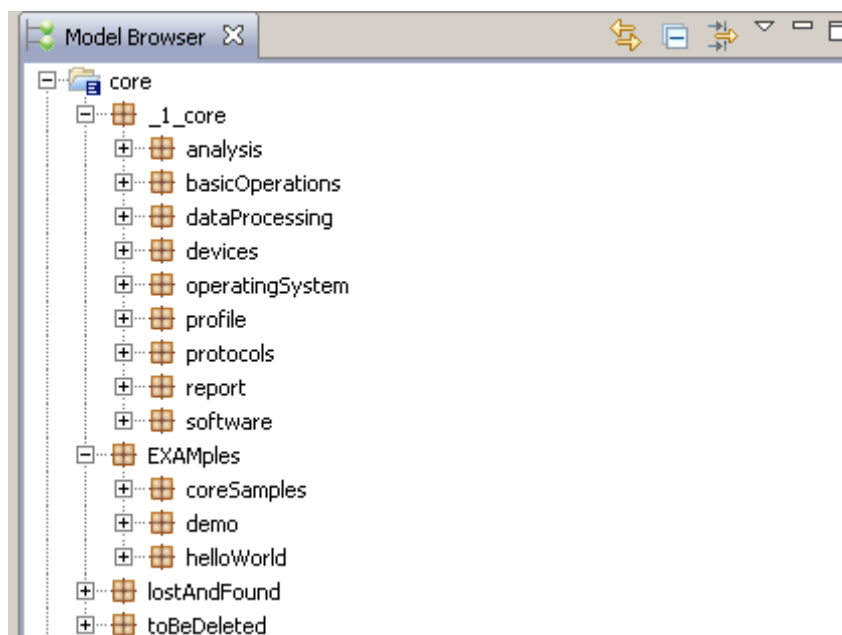 Model Browser
core
_1_core
analysis
basicOperations
dataProcessing
devices
operatingSystem
profile
protocols
report
software
EXAMples
coreSamples
demo
helloWorld
lostAndFound
toBeDeleted